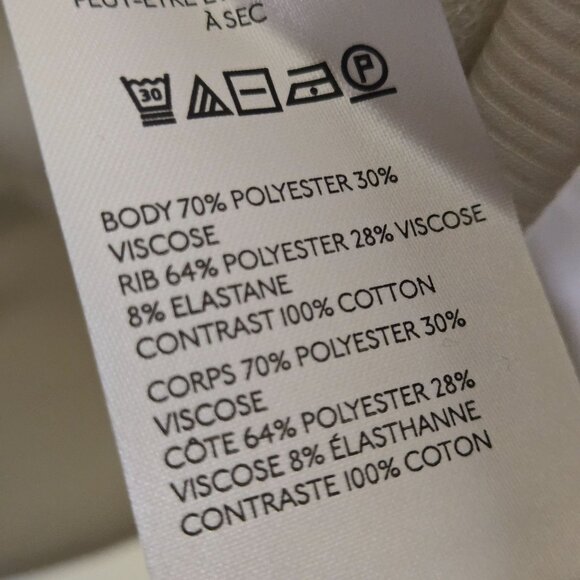 À SEC
30
P
BODY 70% POLYESTER 30%
VISCOSE
RIB 64% POLYESTER 28% VISCOSE
8% ELASTANE
CONTRAST 100% COTTON
CORPS 70% POLYESTER 30%
VISCOSE
CÔTE 64% POLYESTER 28%
VISCOSE 8% ÉLASTHANNE
CONTRASTE 100% COTON